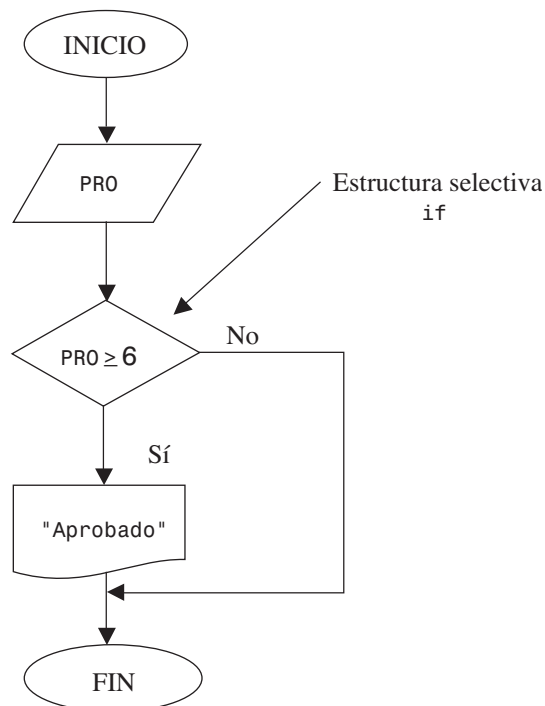 INICIO
PRO
Estructura selectiva
if
PRO ≥ 6
No
Sí
"Aprobado"
FIN